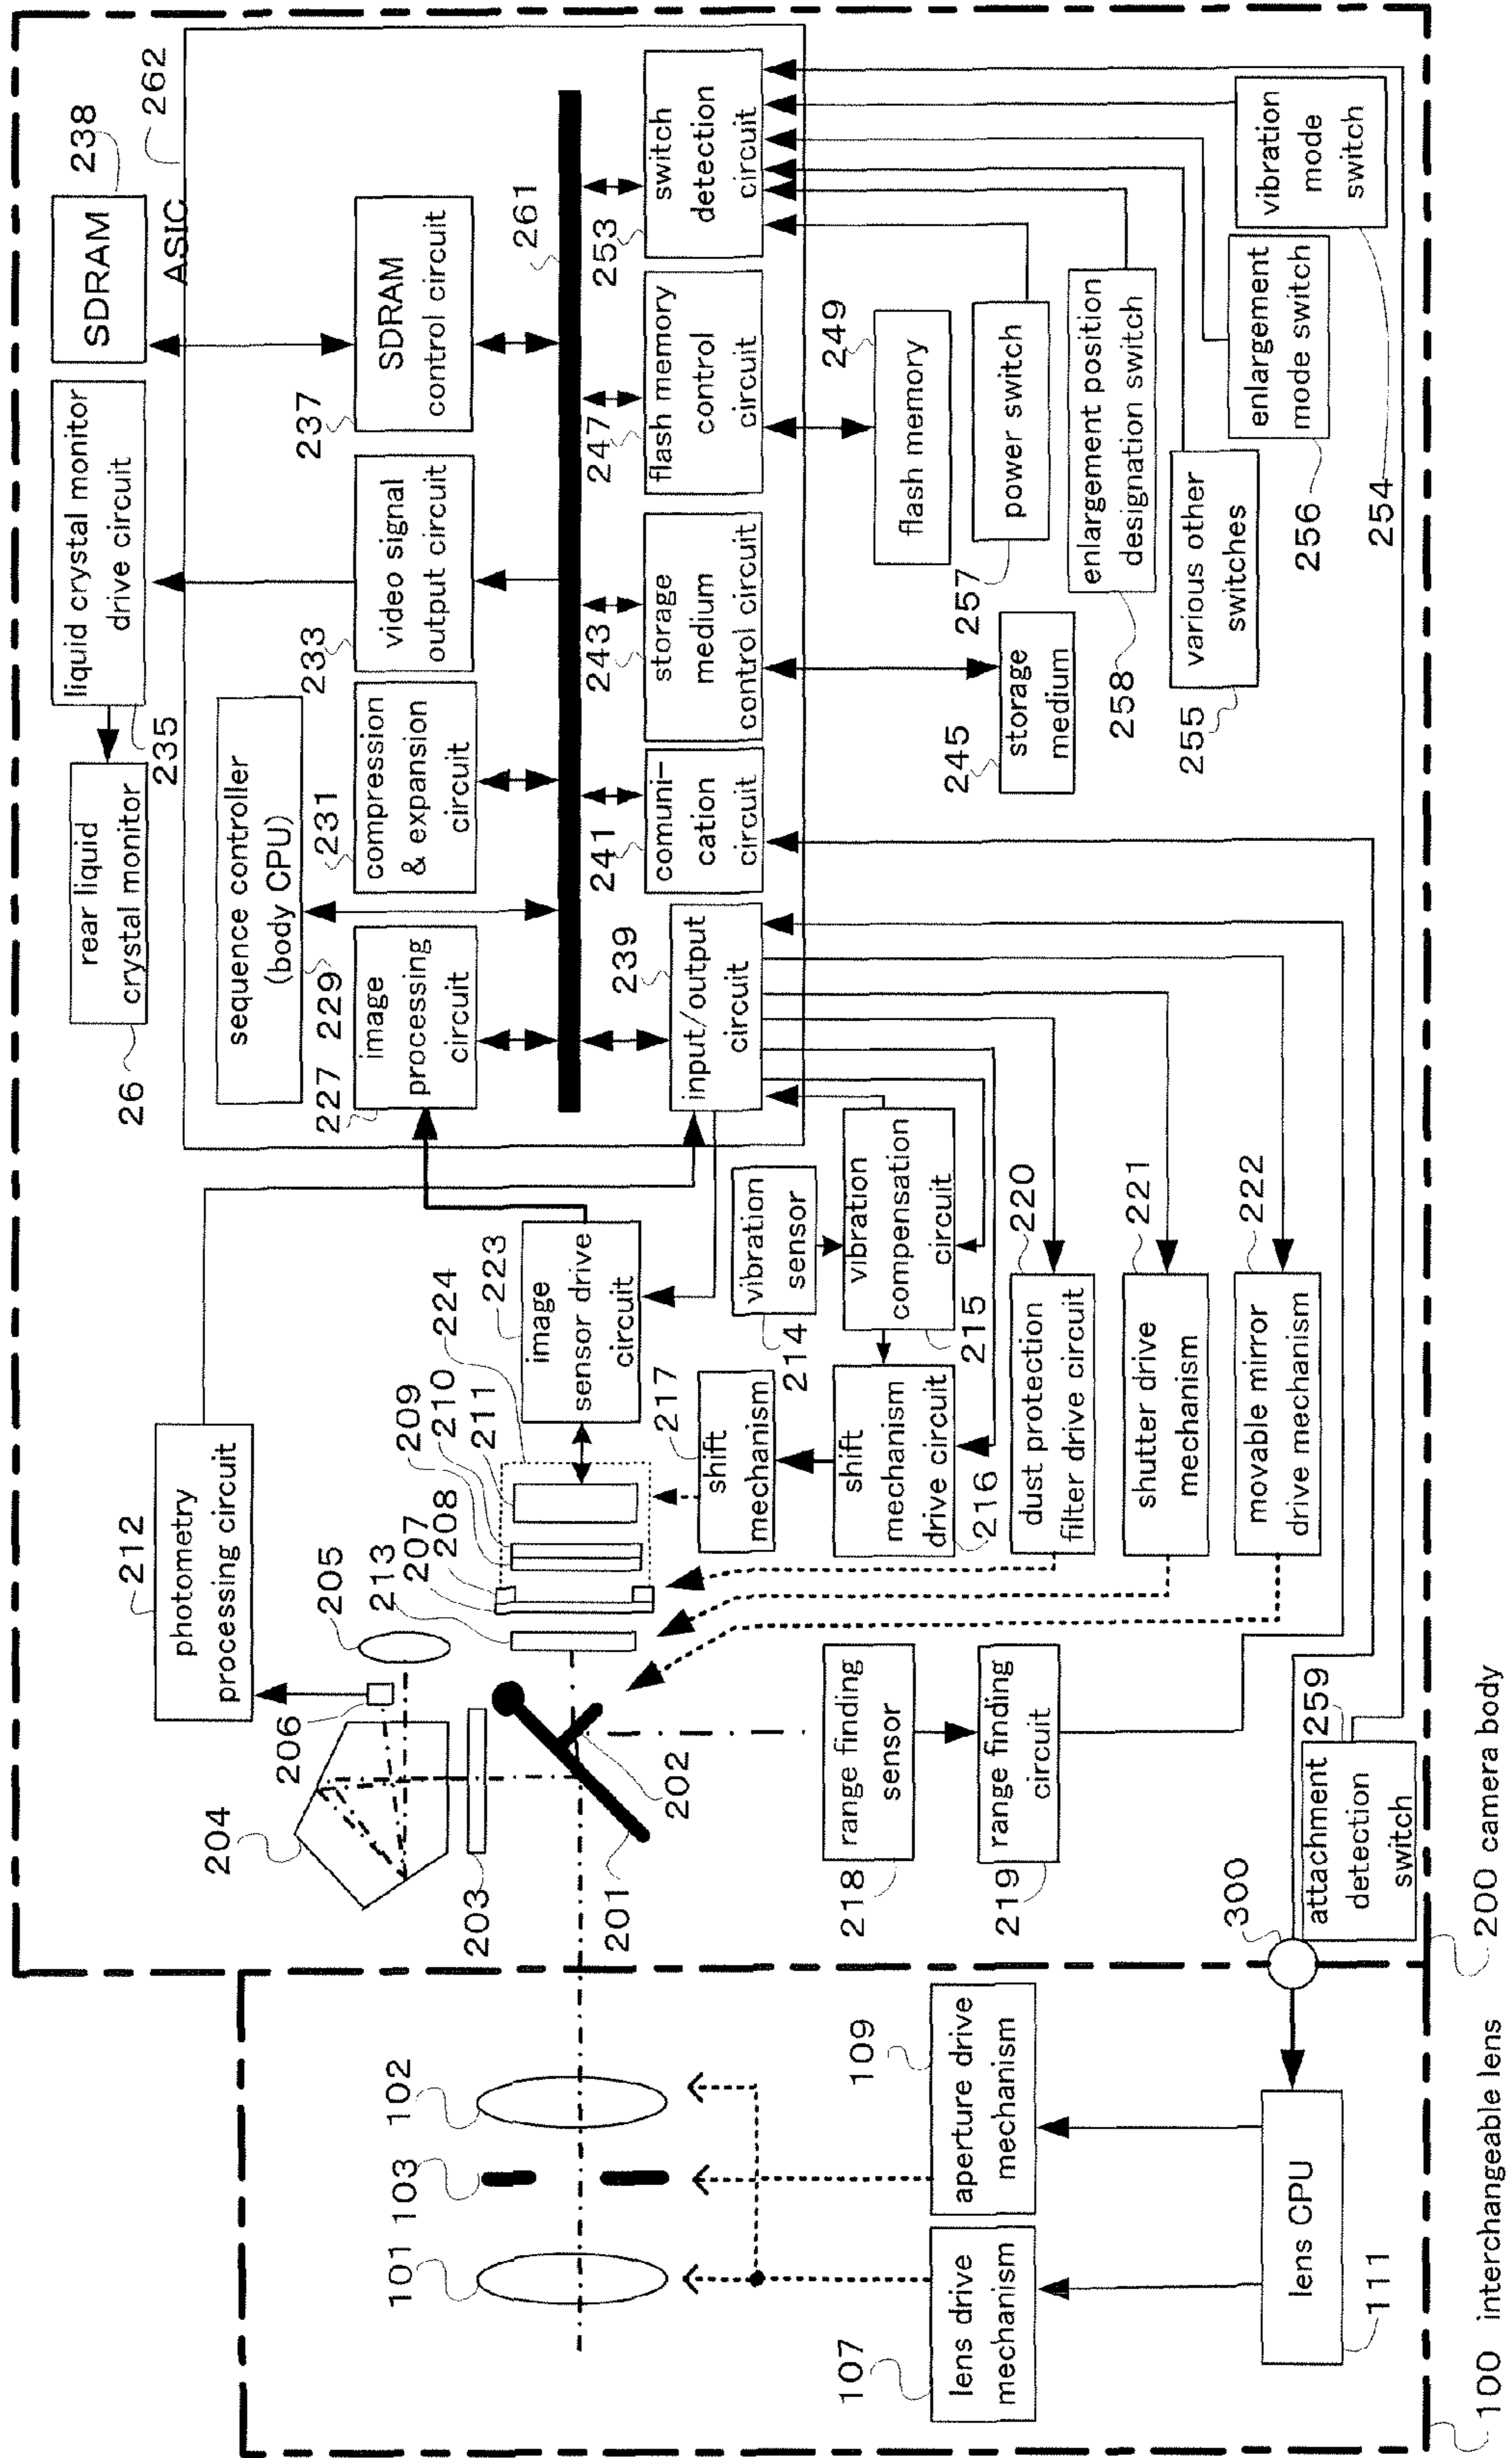 262
238
SDRAM
ASIC
liquid crystal monitor
drive circuit
235
rear liquid
crystal monitor
26
SDRAM
control circuit
237
261
video signal
output circuit
233
compression
& expansion
circuit
231
sequence controller
(body CPU)
229
image
processing
circuit
227
switch
detection
circuit
253
flash memory
control
circuit
247
storage
medium
control circuit
243
comuni-
cation
circuit
241
input/output
circuit
239
flash memory
249
storage
medium
245
power switch
257
enlargement position
designation switch
258
various other
switches
255
enlargement
mode switch
256
vibration
mode
switch
254
photometry
processing circuit
212
image
sensor drive
circuit
223
224
211
210
209
208
207
213
205
206
204
203
201
202
vibration
sensor
214
vibration
compensation
circuit
215
shift
mechanism
217
shift
mechanism
drive circuit
216
dust protection
filter drive circuit
220
shutter drive
mechanism
221
movable mirror
drive mechanism
222
range finding
sensor
218
range finding
circuit
219
attachment
detection
switch
259
300
102
103
101
aperture drive
mechanism
109
lens drive
mechanism
107
lens CPU
111
100 interchangeable lens
200 camera body